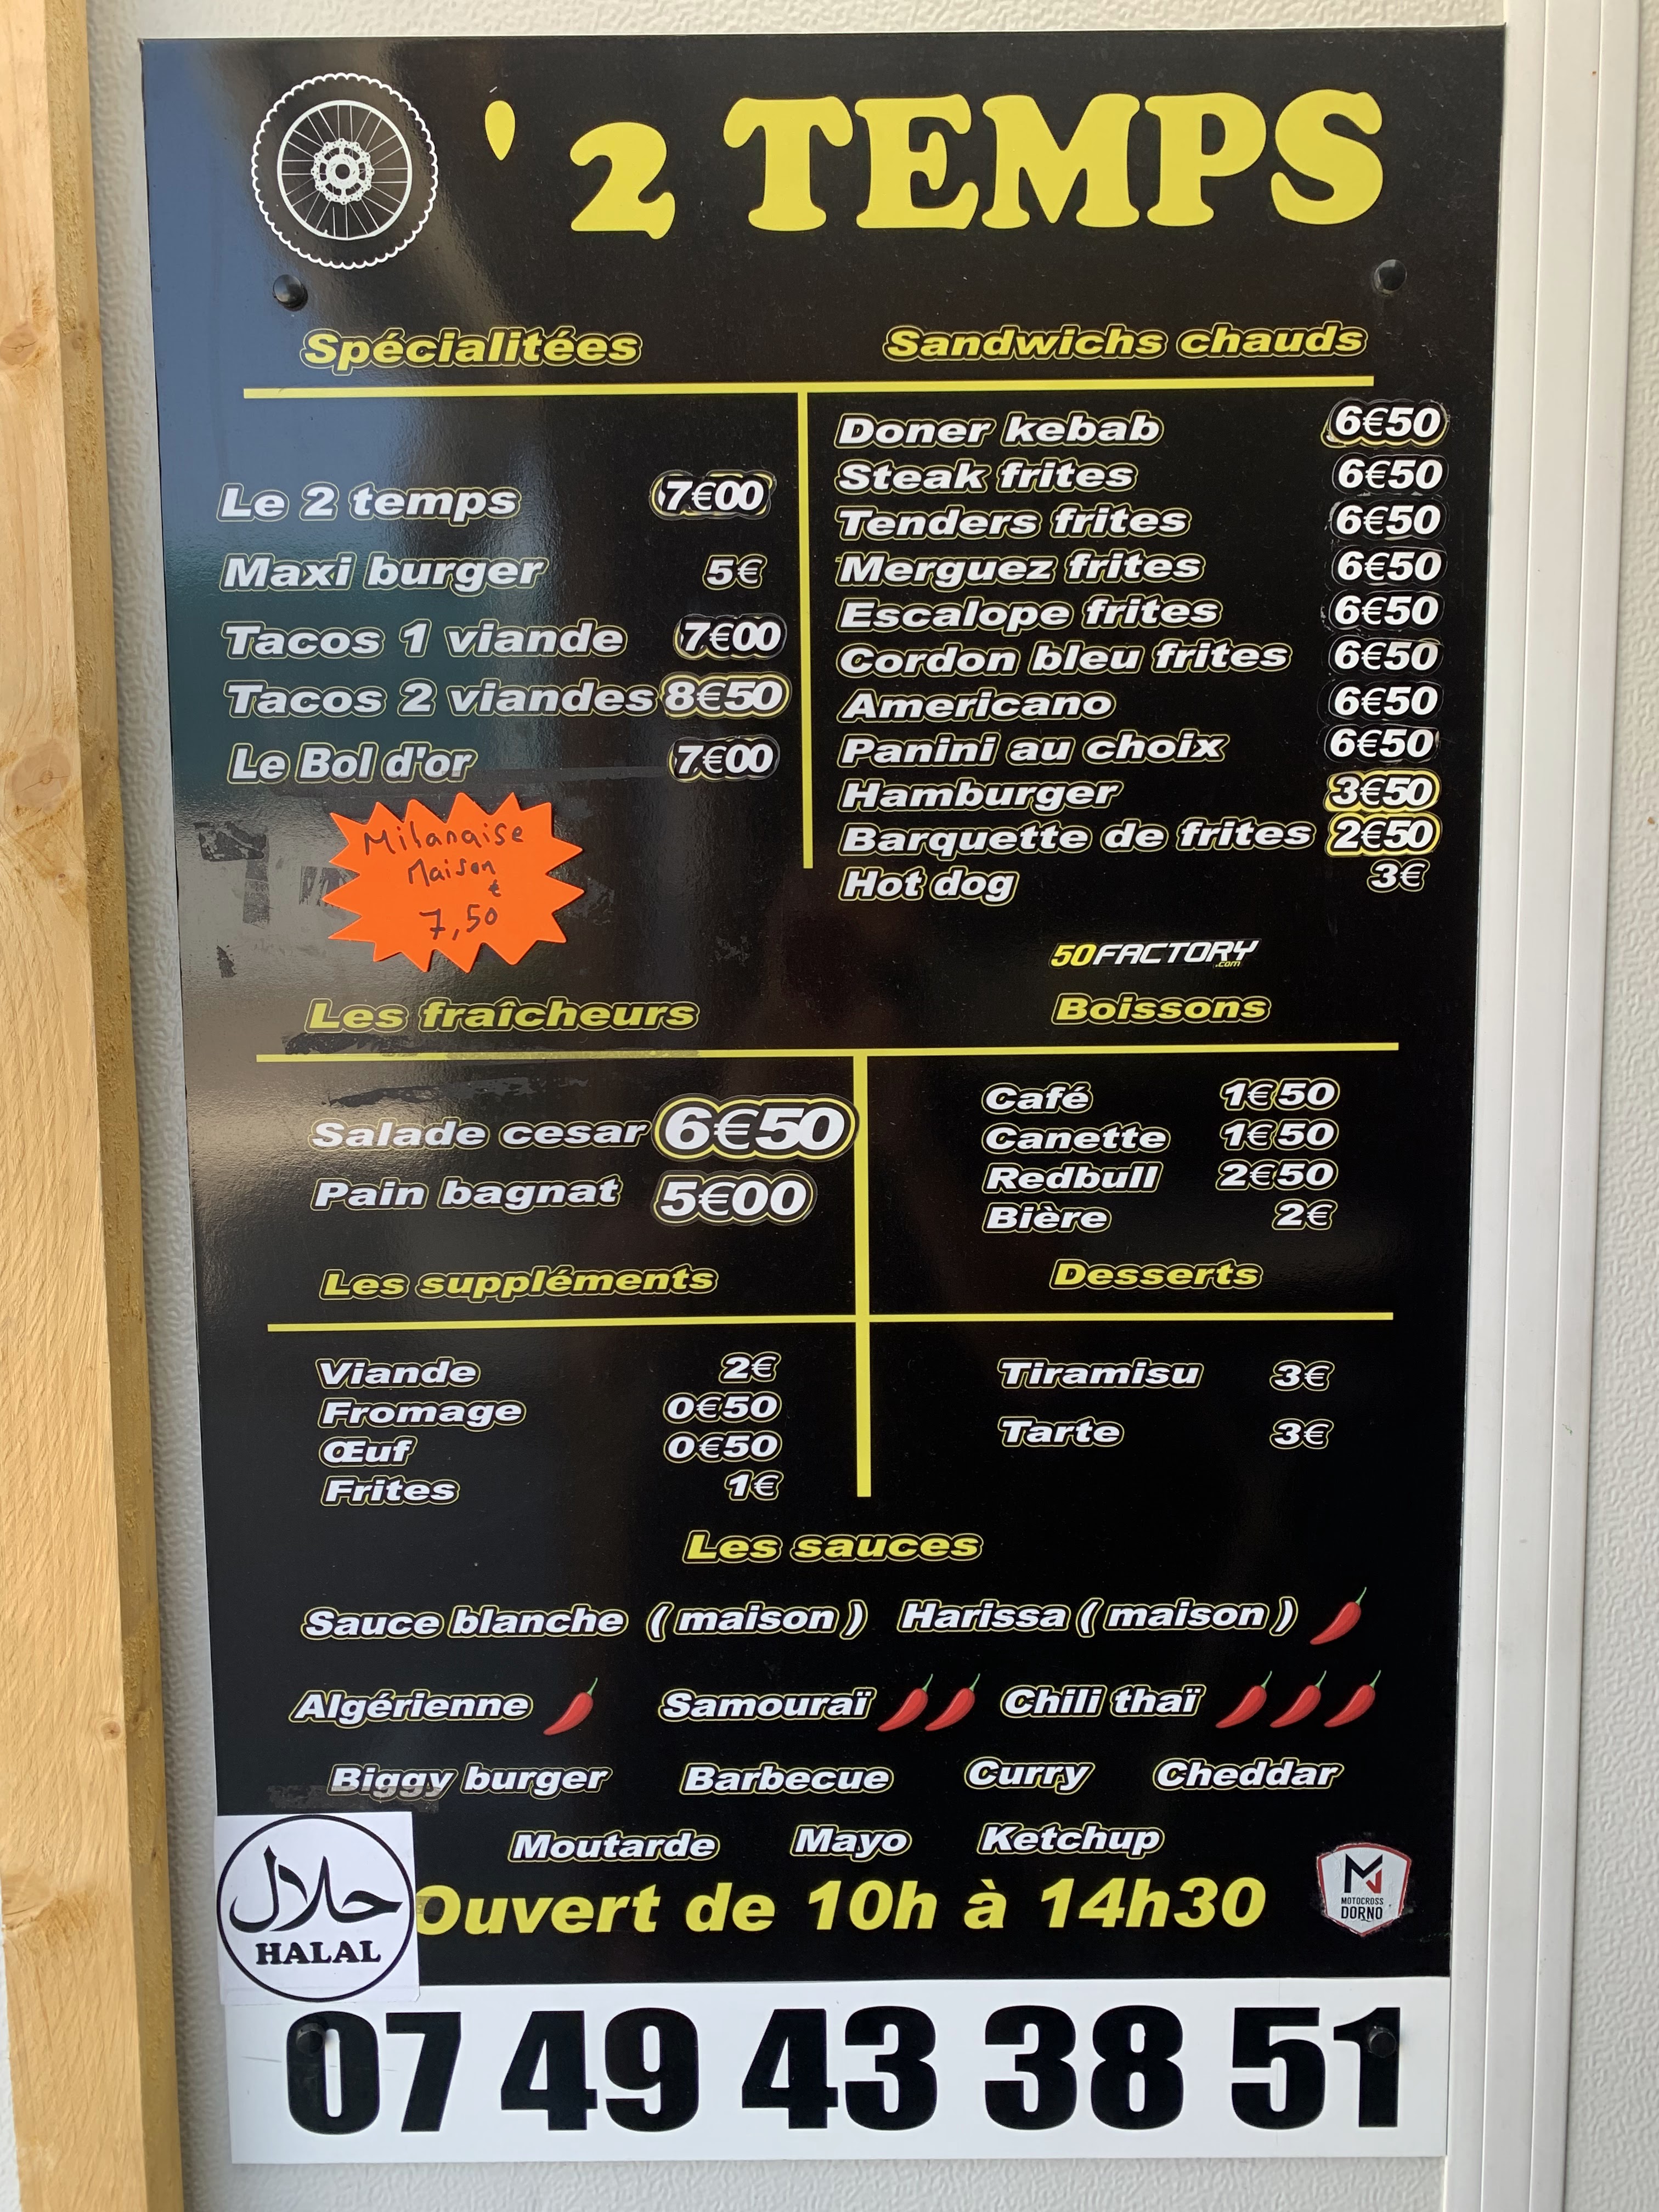 ' 2 TEMPS
Spécialitées
Le 2 temps 7€00
Maxi burger 5€
Tacos 1 viande 7€00
Tacos 2 viandes 8€50
Le Bol d'or 7€00
Milanaise
Maison
€
7,50
Sandwichs chauds
Doner kebab 6€50
Steak frites 6€50
Tenders frites 6€50
Merguez frites 6€50
Escalope frites 6€50
Cordon bleu frites 6€50
Americano 6€50
Panini au choix 6€50
Hamburger 3€50
Barquette de frites 2€50
Hot dog 3€
50FACTORY
.com
Les fraîcheurs
Salade cesar 6€50
Pain bagnat 5€00
Boissons
Café 1€50
Canette 1€50
Redbull 2€50
Bière 2€
Les suppléments
Viande 2€
Fromage 0€50
Œuf 0€50
Frites 1€
Desserts
Tiramisu 3€
Tarte 3€
Les sauces
Sauce blanche ( maison ) Harissa ( maison )
Algérienne Samouraï Chili thaï
Biggy burger Barbecue Curry Cheddar
Moutarde Mayo Ketchup
حلال
HALAL
Ouvert de 10h à 14h30
MOTOCROSS
DORNO
07 49 43 38 51